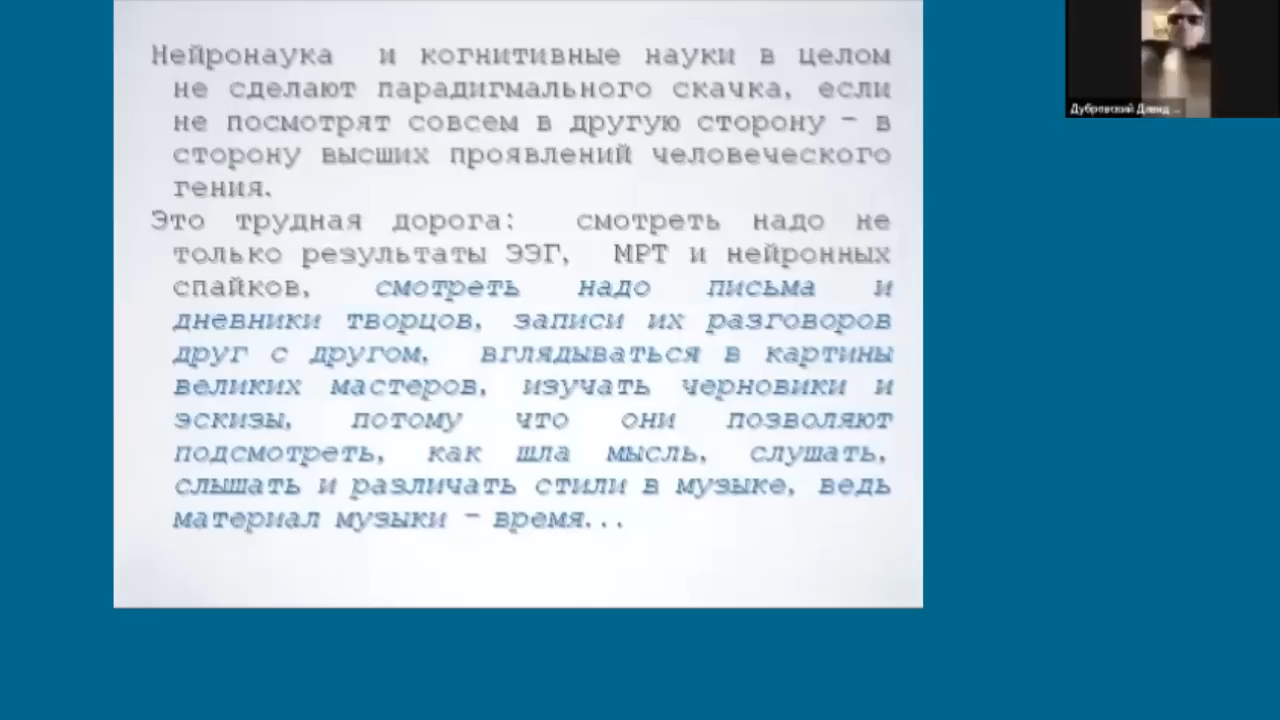 Нейронаука и когнитивные науки в целом
не сделают парадигмального скачка, если
не посмотрят совсем в другую сторону – в
сторону высших проявлений человеческого
гения.
Это трудная дорога: смотреть надо не
только результаты ЭЭГ, МРТ и нейронных
спайков, смотреть надо письма и
дневники творцов, записи их разговоров
друг с другом, вглядываться в картины
великих мастеров, изучать черновики и
эскизы, потому что они позволяют
подсмотреть, как шла мысль, слушать,
слышать и различать стили в музыке, ведь
материал музыки – время...
Дубровский Давид ...